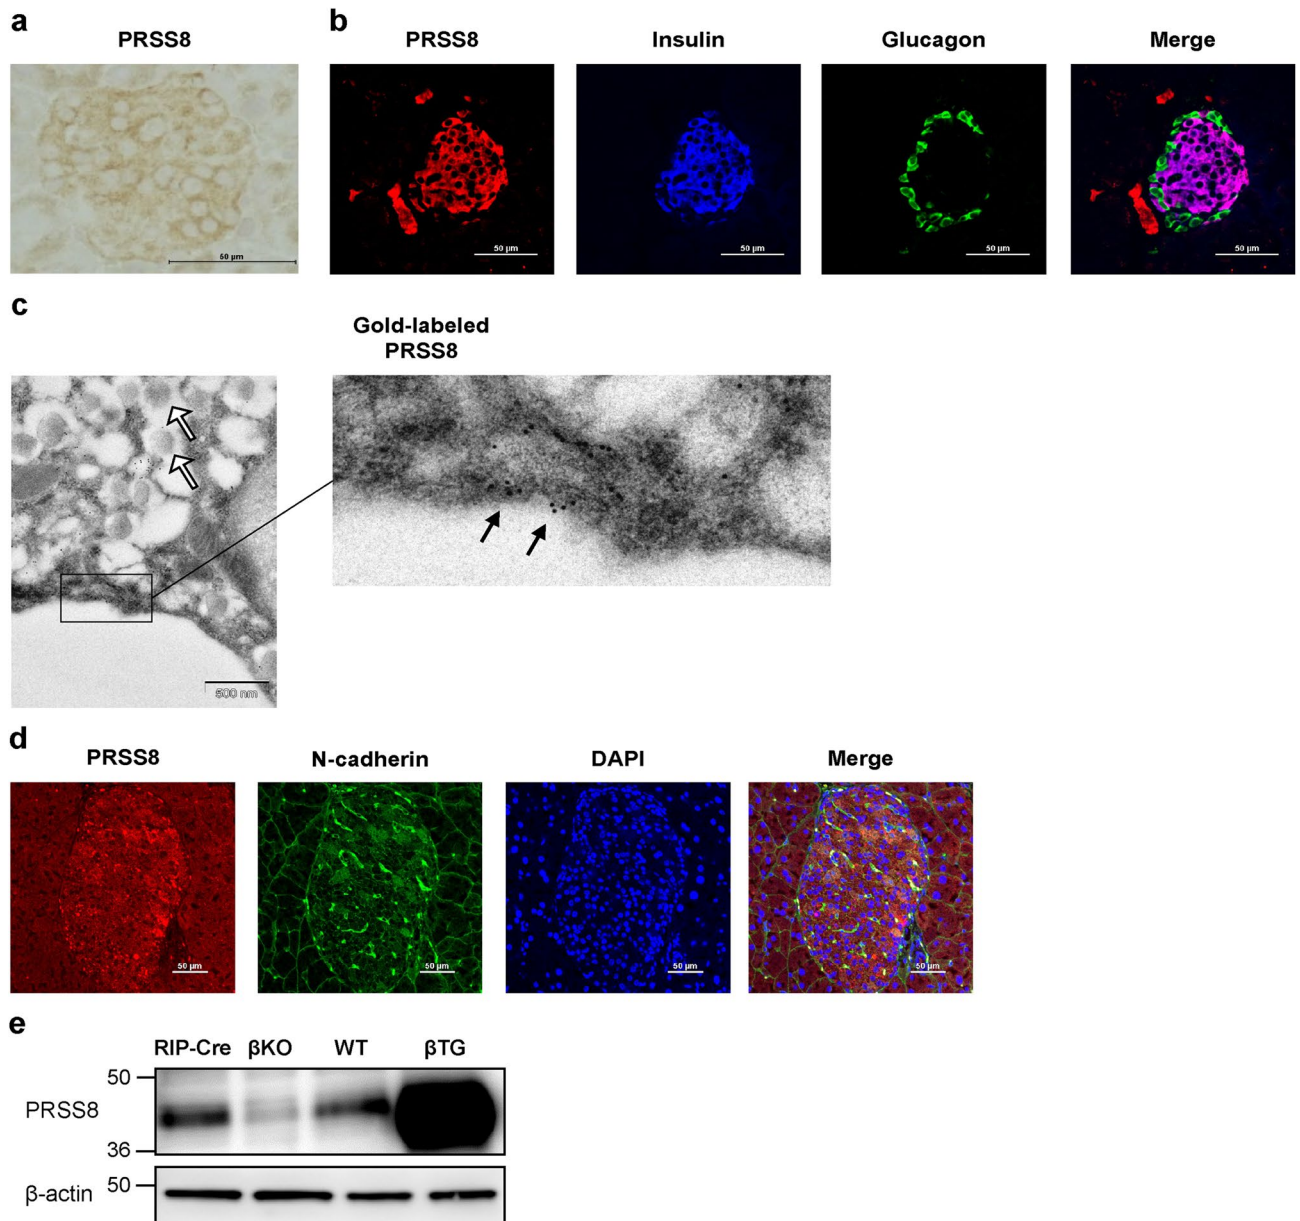 a
PRSS8
50 µm
b
PRSS8 Insulin Glucagon Merge
50 µm 50 µm 50 µm 50 µm
c
Gold-labeled
PRSS8
500 nm
d
PRSS8 N-cadherin DAPI Merge
50 µm 50 µm 50 µm 50 µm
e
RIP-Cre βKO WT βTG
50
PRSS8
36
50
β-actin